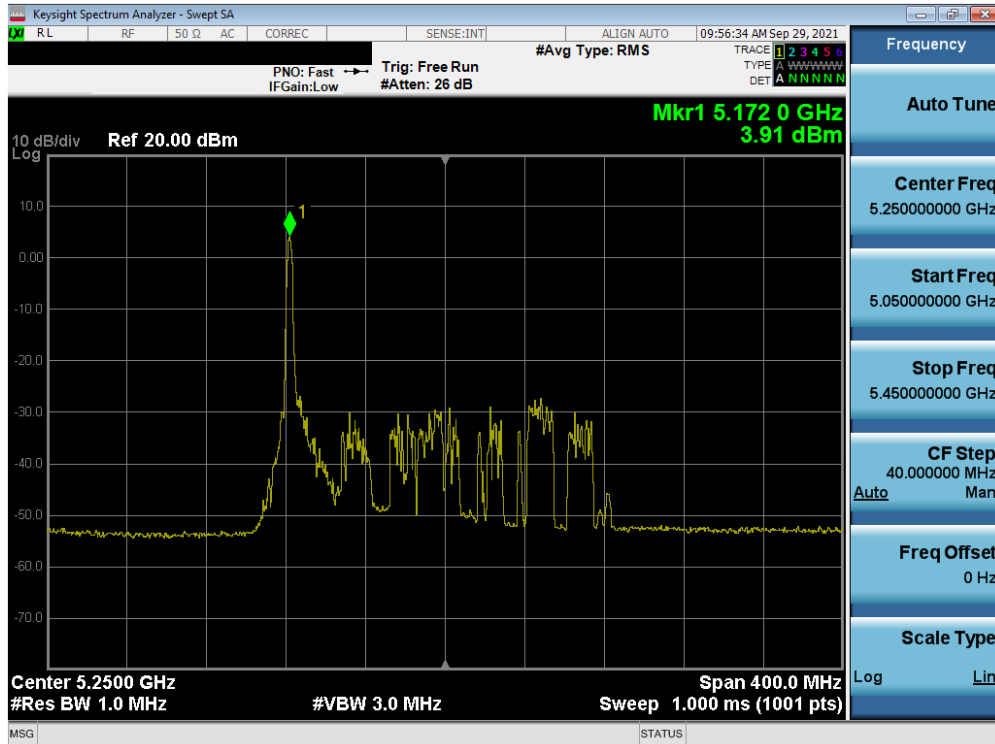 Keysight Spectrum Analyzer - Swept SA
LXI RL RF 50 Ω AC CORREC SENSE:INT ALIGN AUTO 09:56:34 AM Sep 29, 2021
PNO: Fast
IFGain:Low
Trig: Free Run
#Atten: 26 dB
#Avg Type: RMS
TRACE 1 2 3 4 5 6
TYPE A WWWWW
DET A N N N N N
Mkr1 5.172 0 GHz
3.91 dBm
10 dB/div
Log
Ref 20.00 dBm
1
10.0
0.00
-10.0
-20.0
-30.0
-40.0
-50.0
-60.0
-70.0
Center 5.2500 GHz
Span 400.0 MHz
#Res BW 1.0 MHz
#VBW 3.0 MHz
Sweep 1.000 ms (1001 pts)
MSG
STATUS
Frequency
Auto Tune
Center Freq
5.250000000 GHz
Start Freq
5.050000000 GHz
Stop Freq
5.450000000 GHz
CF Step
40.000000 MHz
Auto Man
Freq Offset
0 Hz
Scale Type
Log Lin